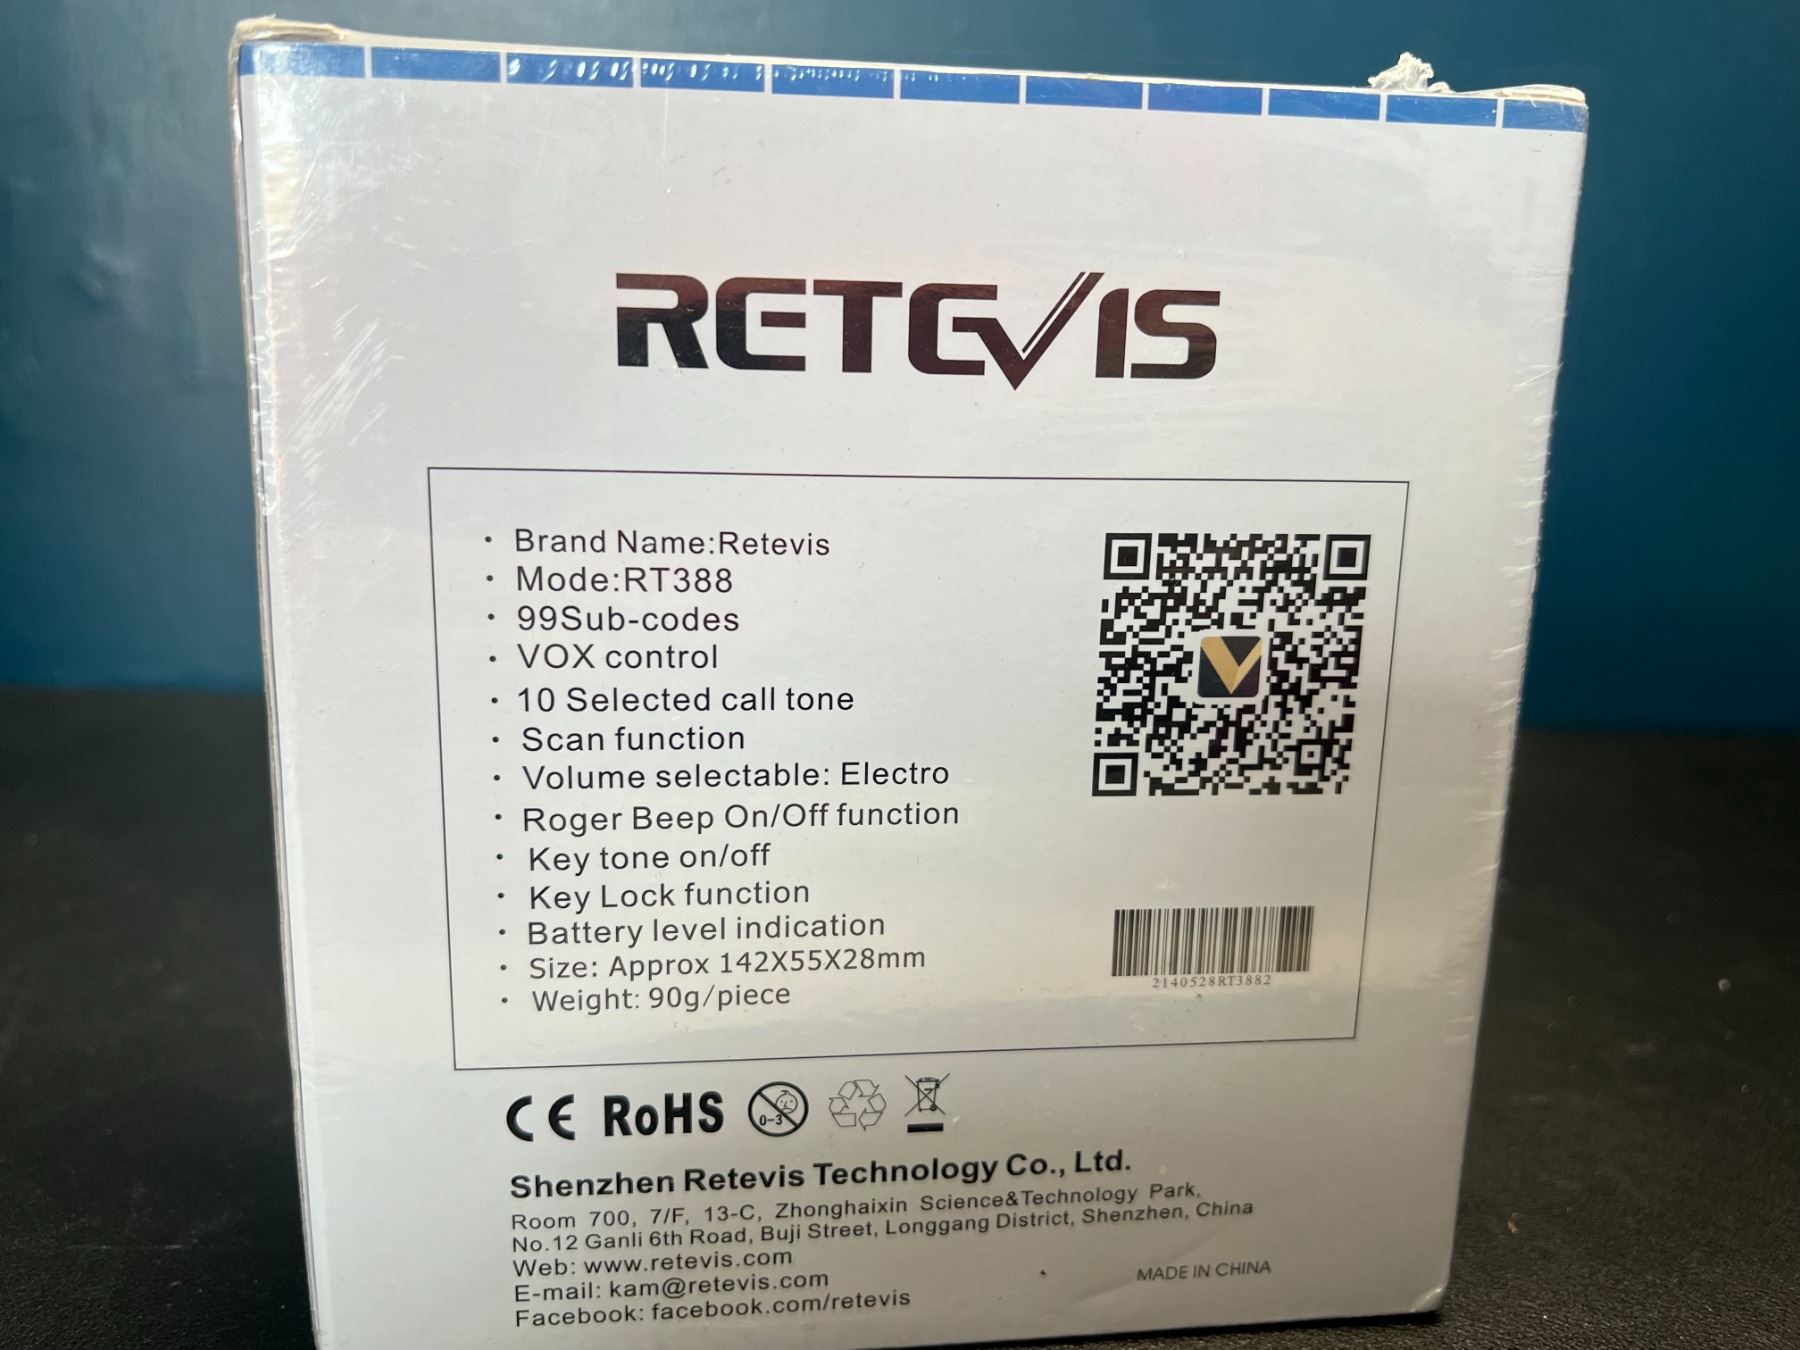 RETEVIS
· Brand Name:Retevis
· Mode:RT388
· 99Sub-codes
· VOX control
· 10 Selected call tone
· Scan function
· Volume selectable: Electro
· Roger Beep On/Off function
· Key tone on/off
· Key Lock function
· Battery level indication
· Size: Approx 142X55X28mm
· Weight: 90g/piece
2140528RT3882
CE RoHS 0-3
Shenzhen Retevis Technology Co., Ltd.
Room 700, 7/F, 13-C, Zhonghaixin Science&Technology Park,
No.12 Ganli 6th Road, Buji Street, Longgang District, Shenzhen, China
Web: www.retevis.com
E-mail: kam@retevis.com
Facebook: facebook.com/retevis
MADE IN CHINA